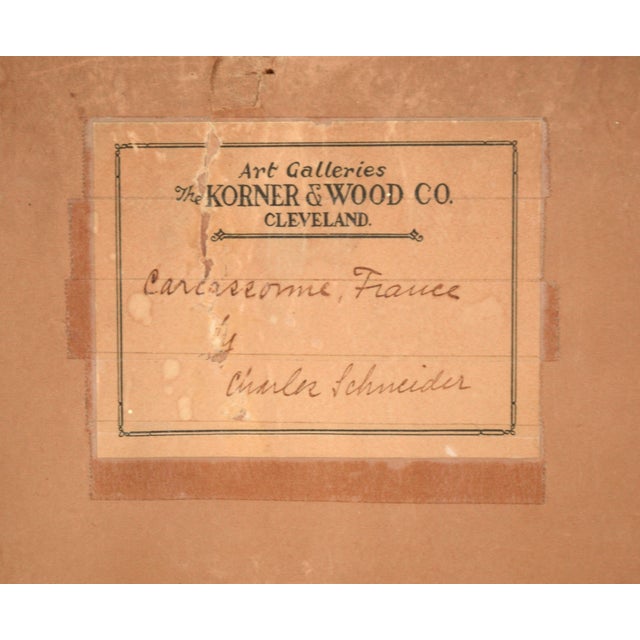 Art Galleries
The KORNER & WOOD CO.
CLEVELAND.
Carcassonne, France
by
Charles Schneider